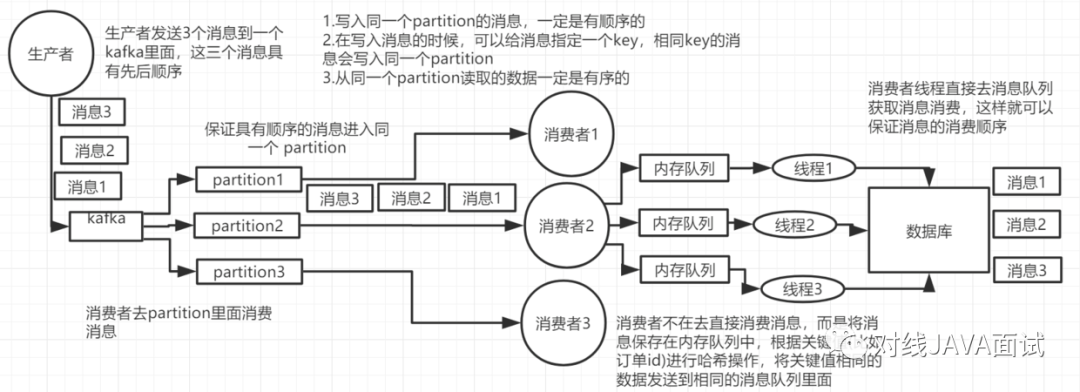 生产者
生产者发送3个消息到一个
kafka里面，这三个消息具
有先后顺序
1.写入同一个partition的消息，一定是有顺序的
2.在写入消息的时候，可以给消息指定一个key，相同key的消
息会写入同一个partition
3.从同一个partition读取的数据一定是有序的
消费者线程直接去消息队列
获取消息消费，这样就可以
保证消息的消费顺序
消息3
消息2
消息1
保证具有顺序的消息进入同
一个 partition
kafka
partition1
partition2
partition3
消息3
消息2
消息1
消费者1
消费者2
消费者3
内存队列
内存队列
内存队列
线程1
线程2
线程3
数据库
消息1
消息2
消息3
消费者去partition里面消费
消息
消费者不在去直接消费消息，而是将消
息保存在内存队列中，根据关键
订单id)进行哈希操作，将关键值相同的
数据发送到相同的消息队列里面
对线JAVA面试